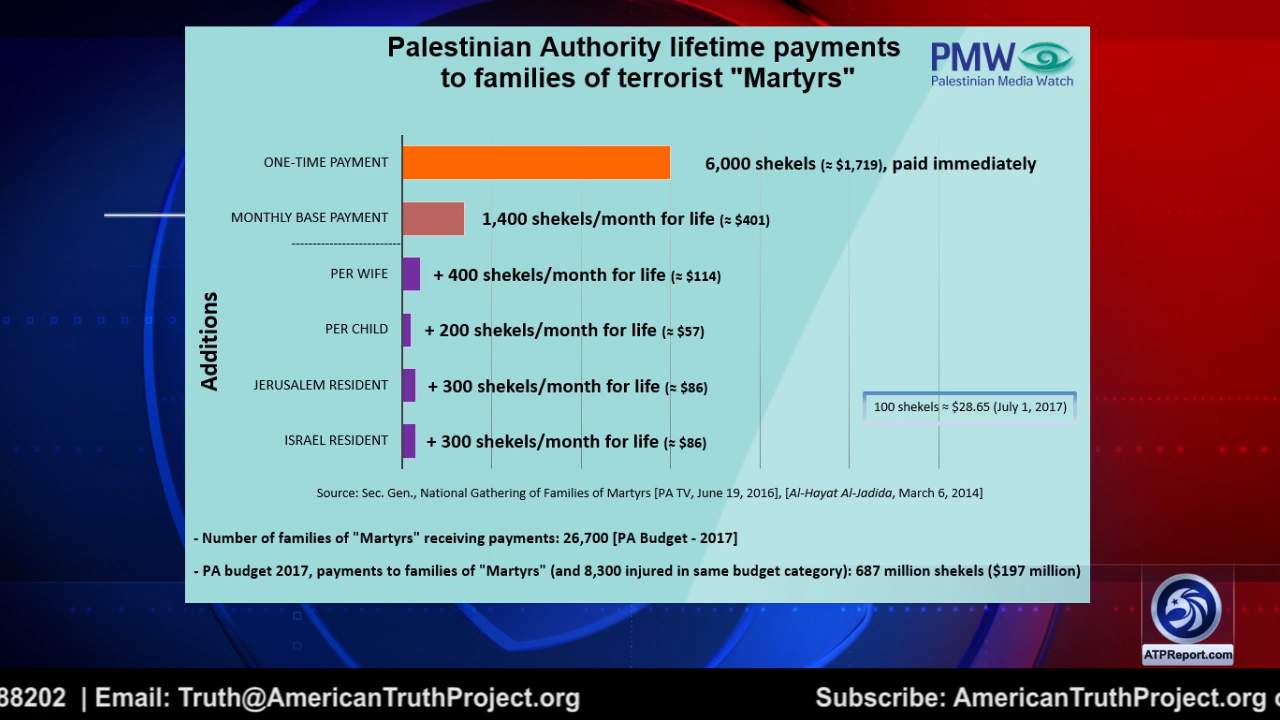 Palestinian Authority lifetime payments
to families of terrorist "Martyrs"
PMW
Palestinian Media Watch
ONE-TIME PAYMENT
6,000 shekels (≈ $1,719), paid immediately
MONTHLY BASE PAYMENT
1,400 shekels/month for life (≈ $401)
Additions
PER WIFE
+ 400 shekels/month for life (≈ $114)
PER CHILD
+ 200 shekels/month for life (≈ $57)
JERUSALEM RESIDENT
+ 300 shekels/month for life (≈ $86)
ISRAEL RESIDENT
+ 300 shekels/month for life (≈ $86)
100 shekels ≈ $28.65 (July 1, 2017)
Source: Sec. Gen., National Gathering of Families of Martyrs [PA TV, June 19, 2016], [Al-Hayat Al-Jadida, March 6, 2014]
- Number of families of "Martyrs" receiving payments: 26,700 [PA Budget - 2017]
- PA budget 2017, payments to families of "Martyrs" (and 8,300 injured in same budget category): 687 million shekels ($197 million)
ATPReport.com
88202 | Email: Truth@AmericanTruthProject.org
Subscribe: AmericanTruthProject.org